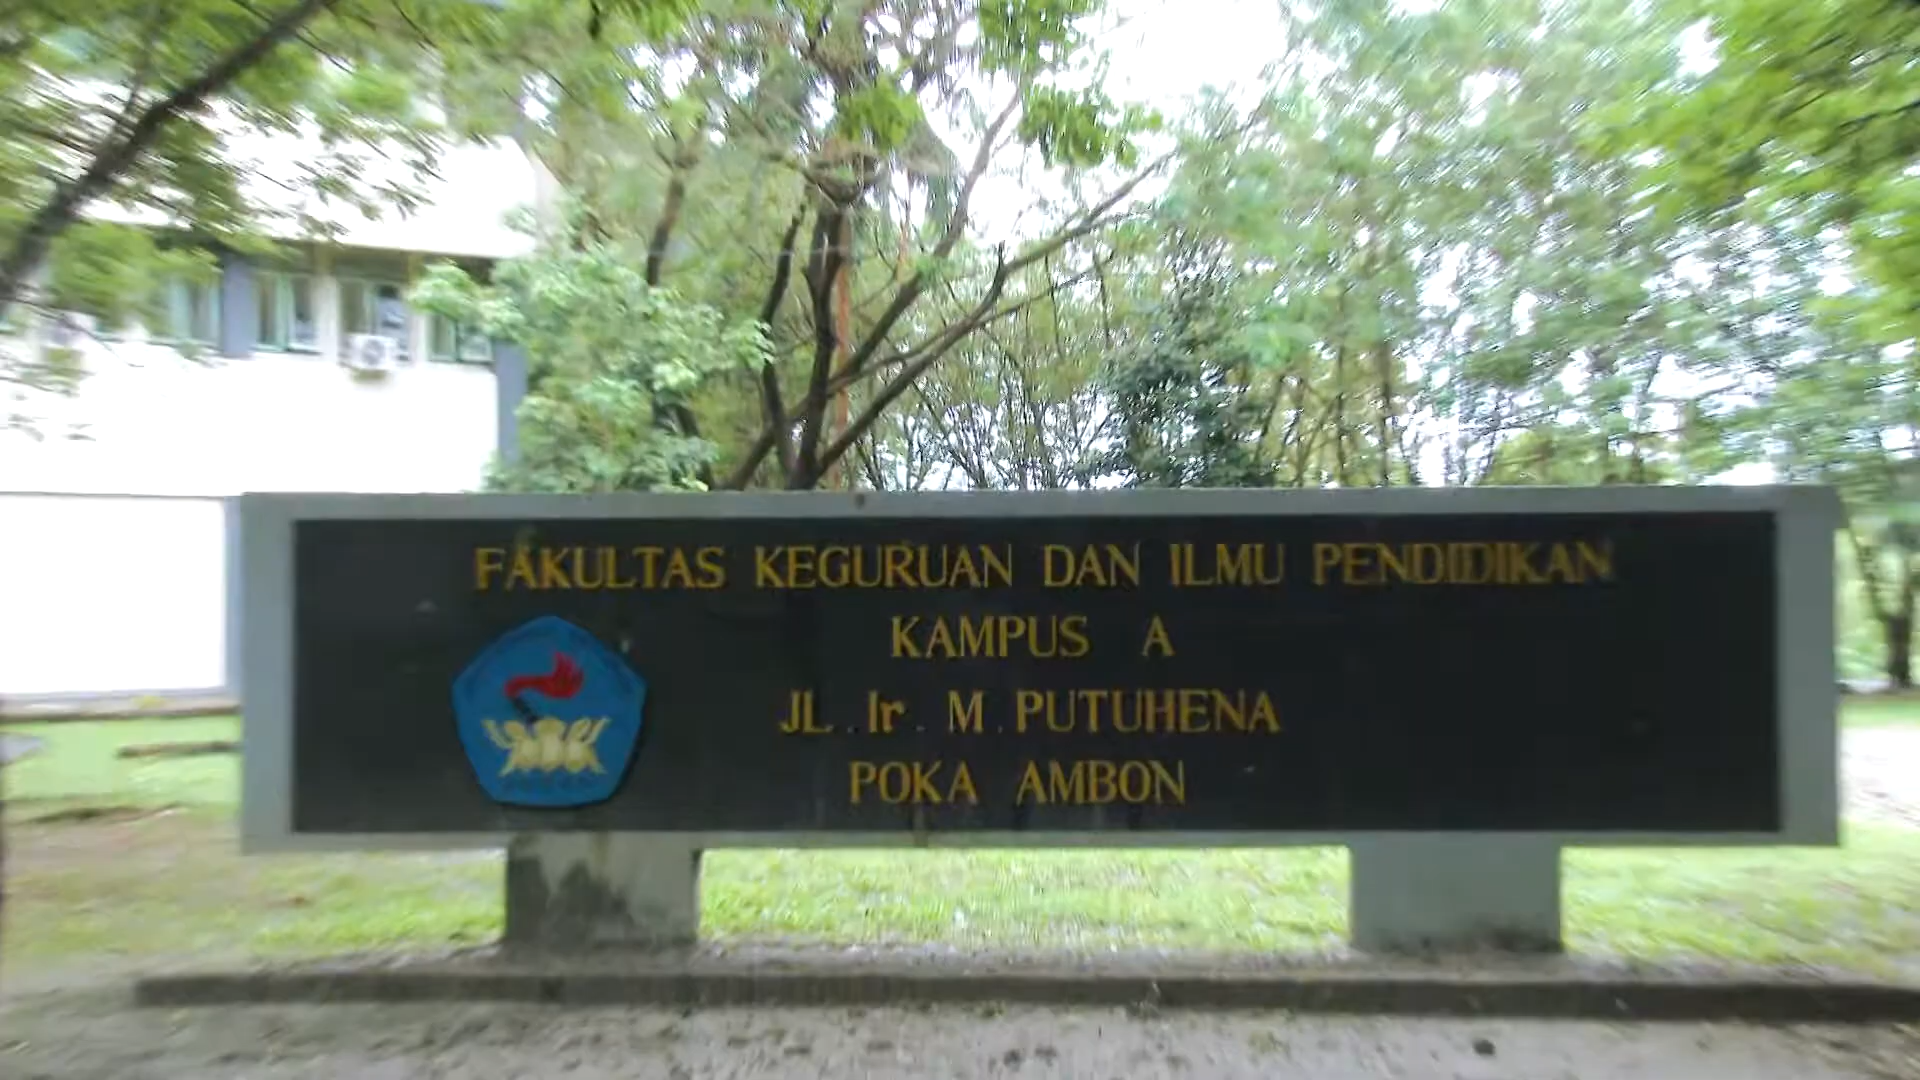 FAKULTAS KEGURUAN DAN ILMU PENDIDIKAN
KAMPUS A
JL. Ir. M. PUTUHENA
POKA AMBON